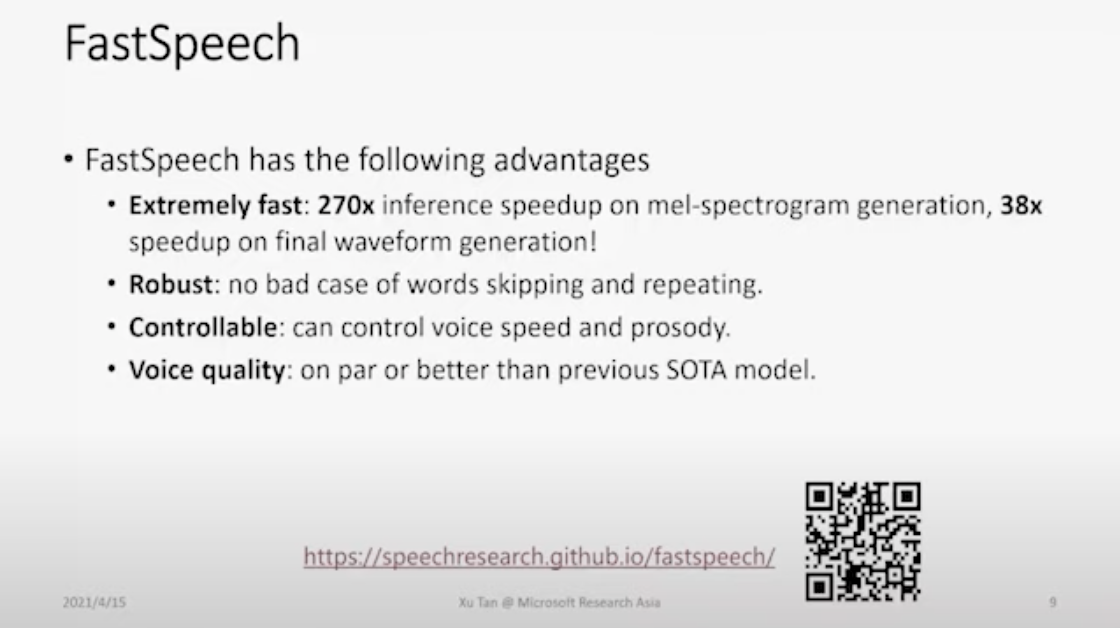 FastSpeech
• FastSpeech has the following advantages
• Extremely fast: 270x inference speedup on mel-spectrogram generation, 38x
speedup on final waveform generation!
• Robust: no bad case of words skipping and repeating.
• Controllable: can control voice speed and prosody.
• Voice quality: on par or better than previous SOTA model.
https://speechresearch.github.io/fastspeech/
2021/4/15
Xu Tan @ Microsoft Research Asia
9